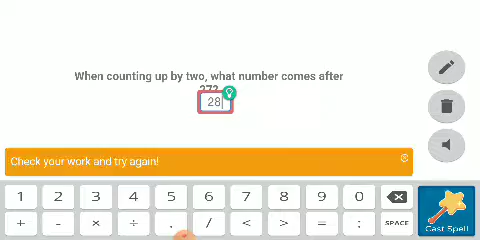 When counting up by two, what number comes after
28
Check your work and try again!
1 2 3 4 5 6 7 8 9 0
+ - × ÷ . / < > = : SPACE
Cast Spell